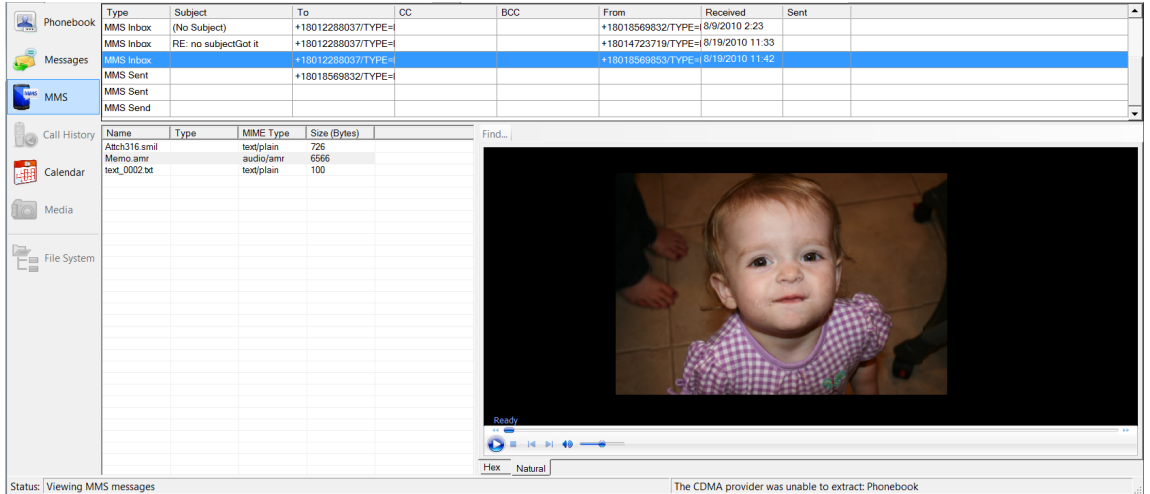 Phonebook
Messages
MMS
Call History
Calendar
Media
File System
Type Subject To CC BCC From Received Sent
MMS Inbox (No Subject) +18012288037/TYPE= +18018569832/TYPE= 8/9/2010 2:23
MMS Inbox RE: no subjectGot it +18012288037/TYPE= +18014723719/TYPE= 8/19/2010 11:33
MMS Inbox +18012288037/TYPE= +18018569853/TYPE= 8/19/2010 11:42
MMS Sent +18018569832/TYPE=
MMS Sent
MMS Send
Name Type MIME Type Size (Bytes)
Attch316.smil text/plain 726
Memo.amr audio/amr 6566
text_0002.txt text/plain 100
Find...
Ready
Hex Natural
Status: Viewing MMS messages The CDMA provider was unable to extract: Phonebook